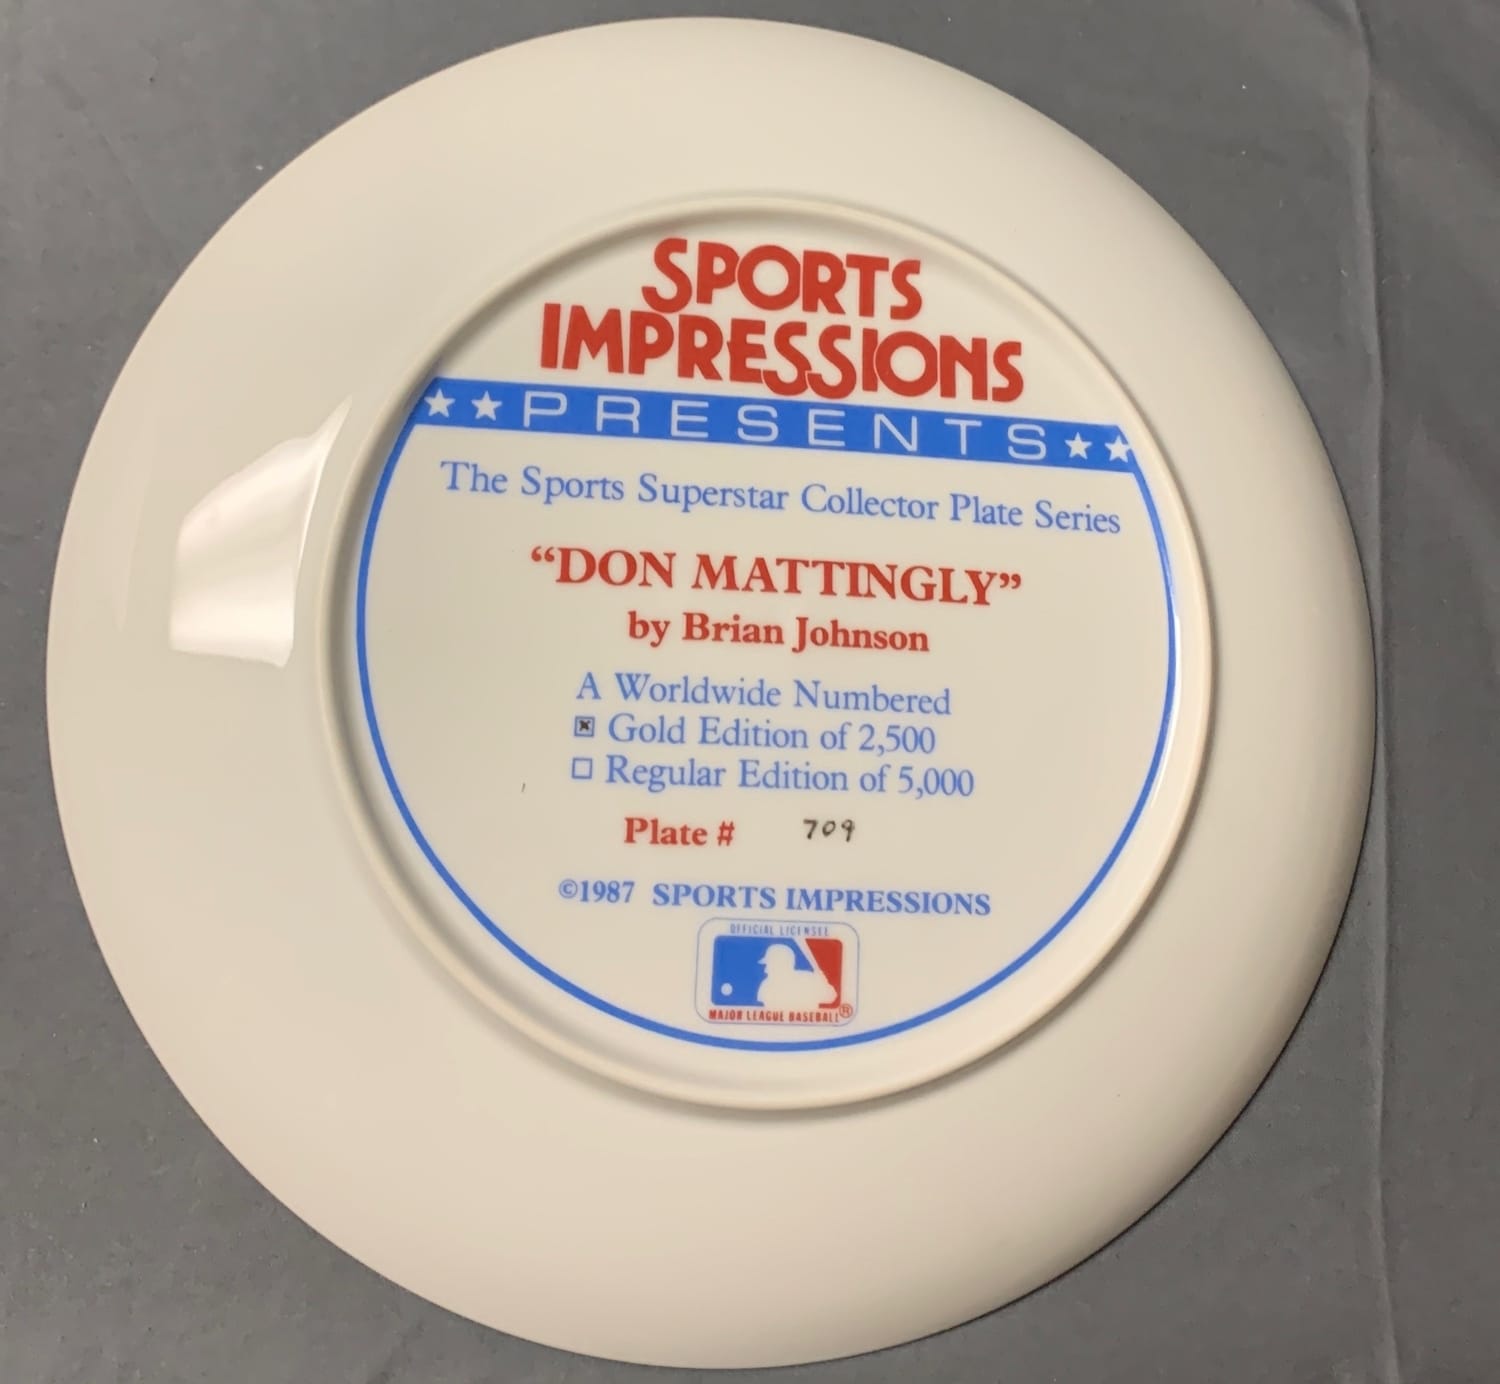 SPORTS
IMPRESSIONS
★★PRESENTS★★
The Sports Superstar Collector Plate Series
“DON MATTINGLY”
by Brian Johnson
A Worldwide Numbered
☒ Gold Edition of 2,500
☐ Regular Edition of 5,000
Plate # 709
©1987 SPORTS IMPRESSIONS
OFFICIAL LICENSEE
MAJOR LEAGUE BASEBALL®